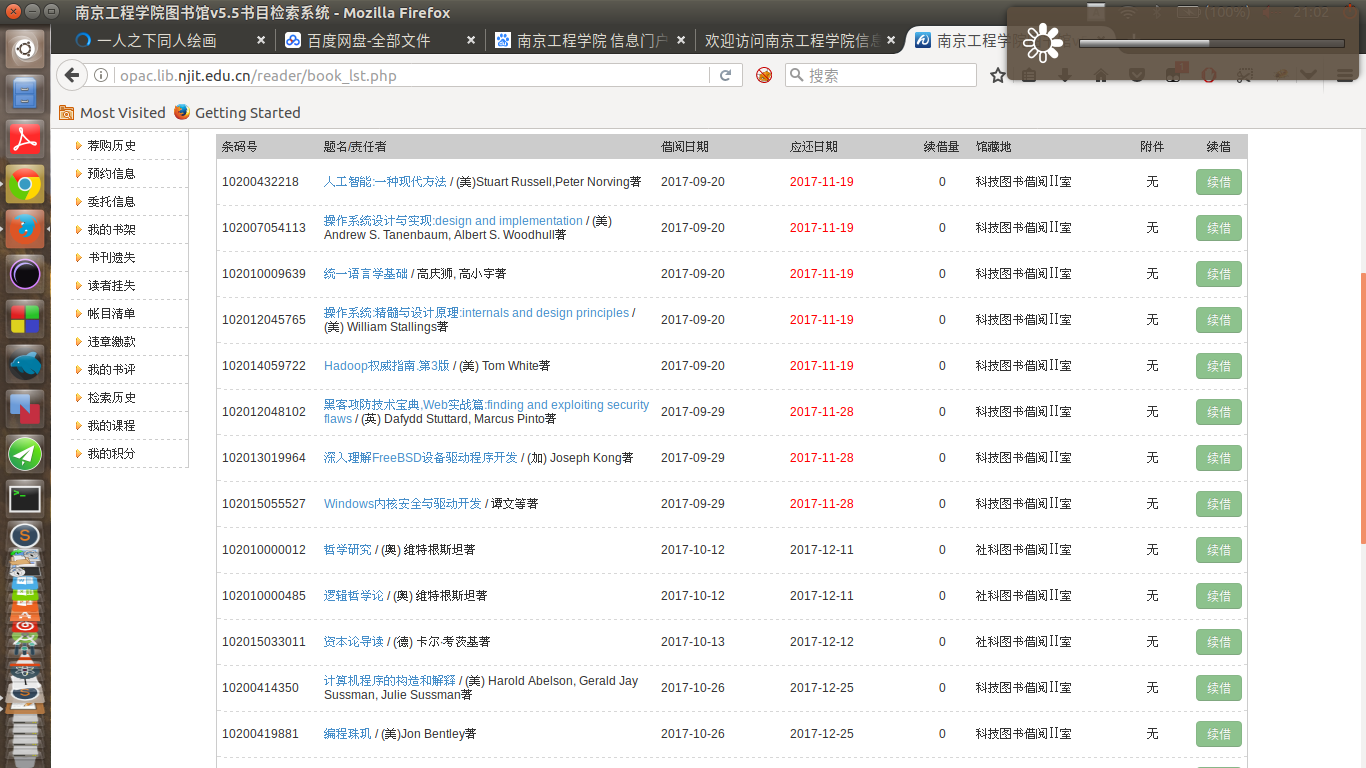 南京工程学院图书馆v5.5书目检索系统 - Mozilla Firefox
(100%) 21:02
一人之下同人绘画
百度网盘-全部文件
南京工程学院 信息门户
欢迎访问南京工程学院信息
南京工程学
opac.lib.njit.edu.cn/reader/book_lst.php
搜索
Most Visited
Getting Started
荐购历史
预约信息
委托信息
我的书架
书刊遗失
读者挂失
帐目清单
违章缴款
我的书评
检索历史
我的课程
我的积分
条码号 题名/责任者 借阅日期 应还日期 续借量 馆藏地 附件 续借
10200432218 人工智能:一种现代方法 / (美)Stuart Russell,Peter Norving著 2017-09-20 2017-11-19 0 科技图书借阅II室 无 续借
102007054113 操作系统设计与实现:design and implementation / (美)
Andrew S. Tanenbaum, Albert S. Woodhull著 2017-09-20 2017-11-19 0 科技图书借阅II室 无 续借
102010009639 统一语言学基础 / 高庆狮, 高小宇著 2017-09-20 2017-11-19 0 科技图书借阅II室 无 续借
102012045765 操作系统:精髓与设计原理:internals and design principles /
(美) William Stallings著 2017-09-20 2017-11-19 0 科技图书借阅II室 无 续借
102014059722 Hadoop权威指南.第3版 / (美) Tom White著 2017-09-20 2017-11-19 0 科技图书借阅II室 无 续借
102012048102 黑客攻防技术宝典,Web实战篇:finding and exploiting security
flaws / (英) Dafydd Stuttard, Marcus Pinto著 2017-09-29 2017-11-28 0 科技图书借阅II室 无 续借
102013019964 深入理解FreeBSD设备驱动程序开发 / (加) Joseph Kong著 2017-09-29 2017-11-28 0 科技图书借阅II室 无 续借
102015055527 Windows内核安全与驱动开发 / 谭文等著 2017-09-29 2017-11-28 0 科技图书借阅II室 无 续借
102010000012 哲学研究 / (奥) 维特根斯坦著 2017-10-12 2017-12-11 0 社科图书借阅II室 无 续借
102010000485 逻辑哲学论 / (奥) 维特根斯坦著 2017-10-12 2017-12-11 0 社科图书借阅II室 无 续借
102015033011 资本论导读 / (德) 卡尔·考茨基著 2017-10-13 2017-12-12 0 社科图书借阅II室 无 续借
10200414350 计算机程序的构造和解释 / (美) Harold Abelson, Gerald Jay
Sussman, Julie Sussman著 2017-10-26 2017-12-25 0 科技图书借阅II室 无 续借
10200419881 编程珠玑 / (美)Jon Bentley著 2017-10-26 2017-12-25 0 科技图书借阅II室 无 续借